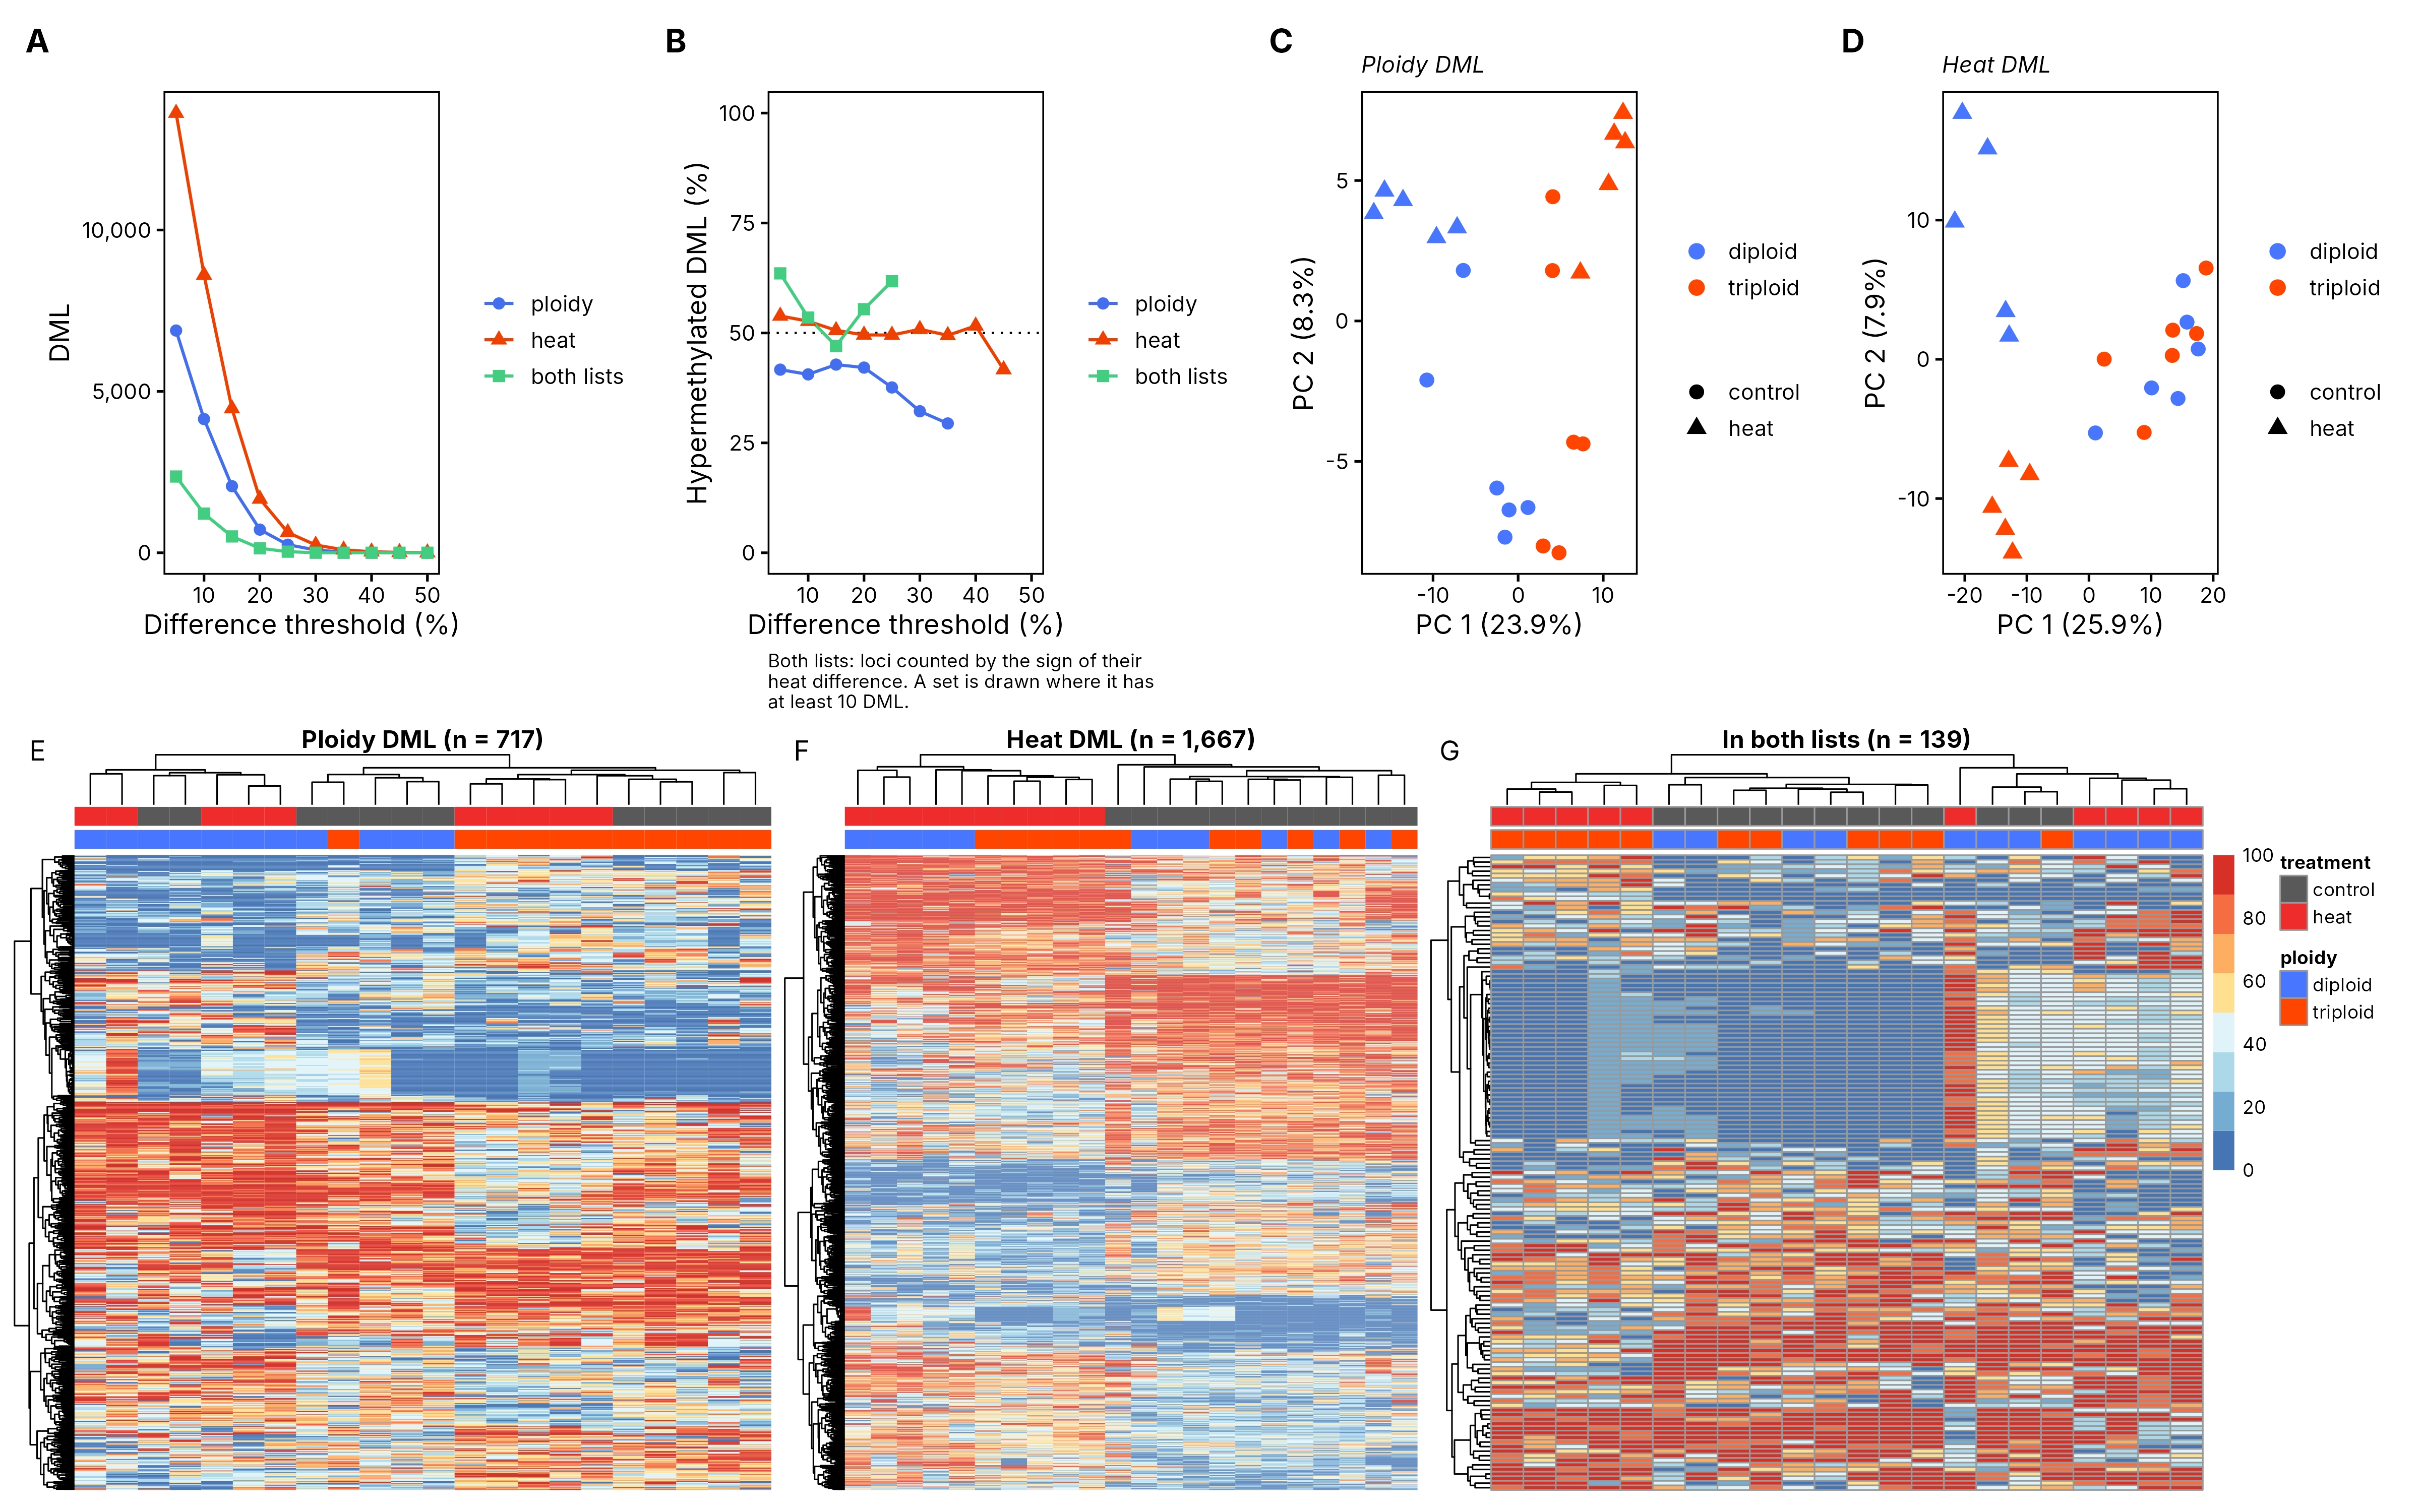 A
DML
10,000
5,000
0
10 20 30 40 50
Difference threshold (%)
ploidy
heat
both lists
B
Hypermethylated DML (%)
100
75
50
25
0
10 20 30 40 50
Difference threshold (%)
Both lists: loci counted by the sign of their
heat difference. A set is drawn where it has
at least 10 DML.
ploidy
heat
both lists
C
Ploidy DML
PC 2 (8.3%)
5
0
-5
-10 0 10
PC 1 (23.9%)
diploid
triploid
control
heat
D
Heat DML
PC 2 (7.9%)
10
0
-10
-20 -10 0 10 20
PC 1 (25.9%)
diploid
triploid
control
heat
E
Ploidy DML (n = 717)
F
Heat DML (n = 1,667)
G
In both lists (n = 139)
100
80
60
40
20
0
treatment
control
heat
ploidy
diploid
triploid